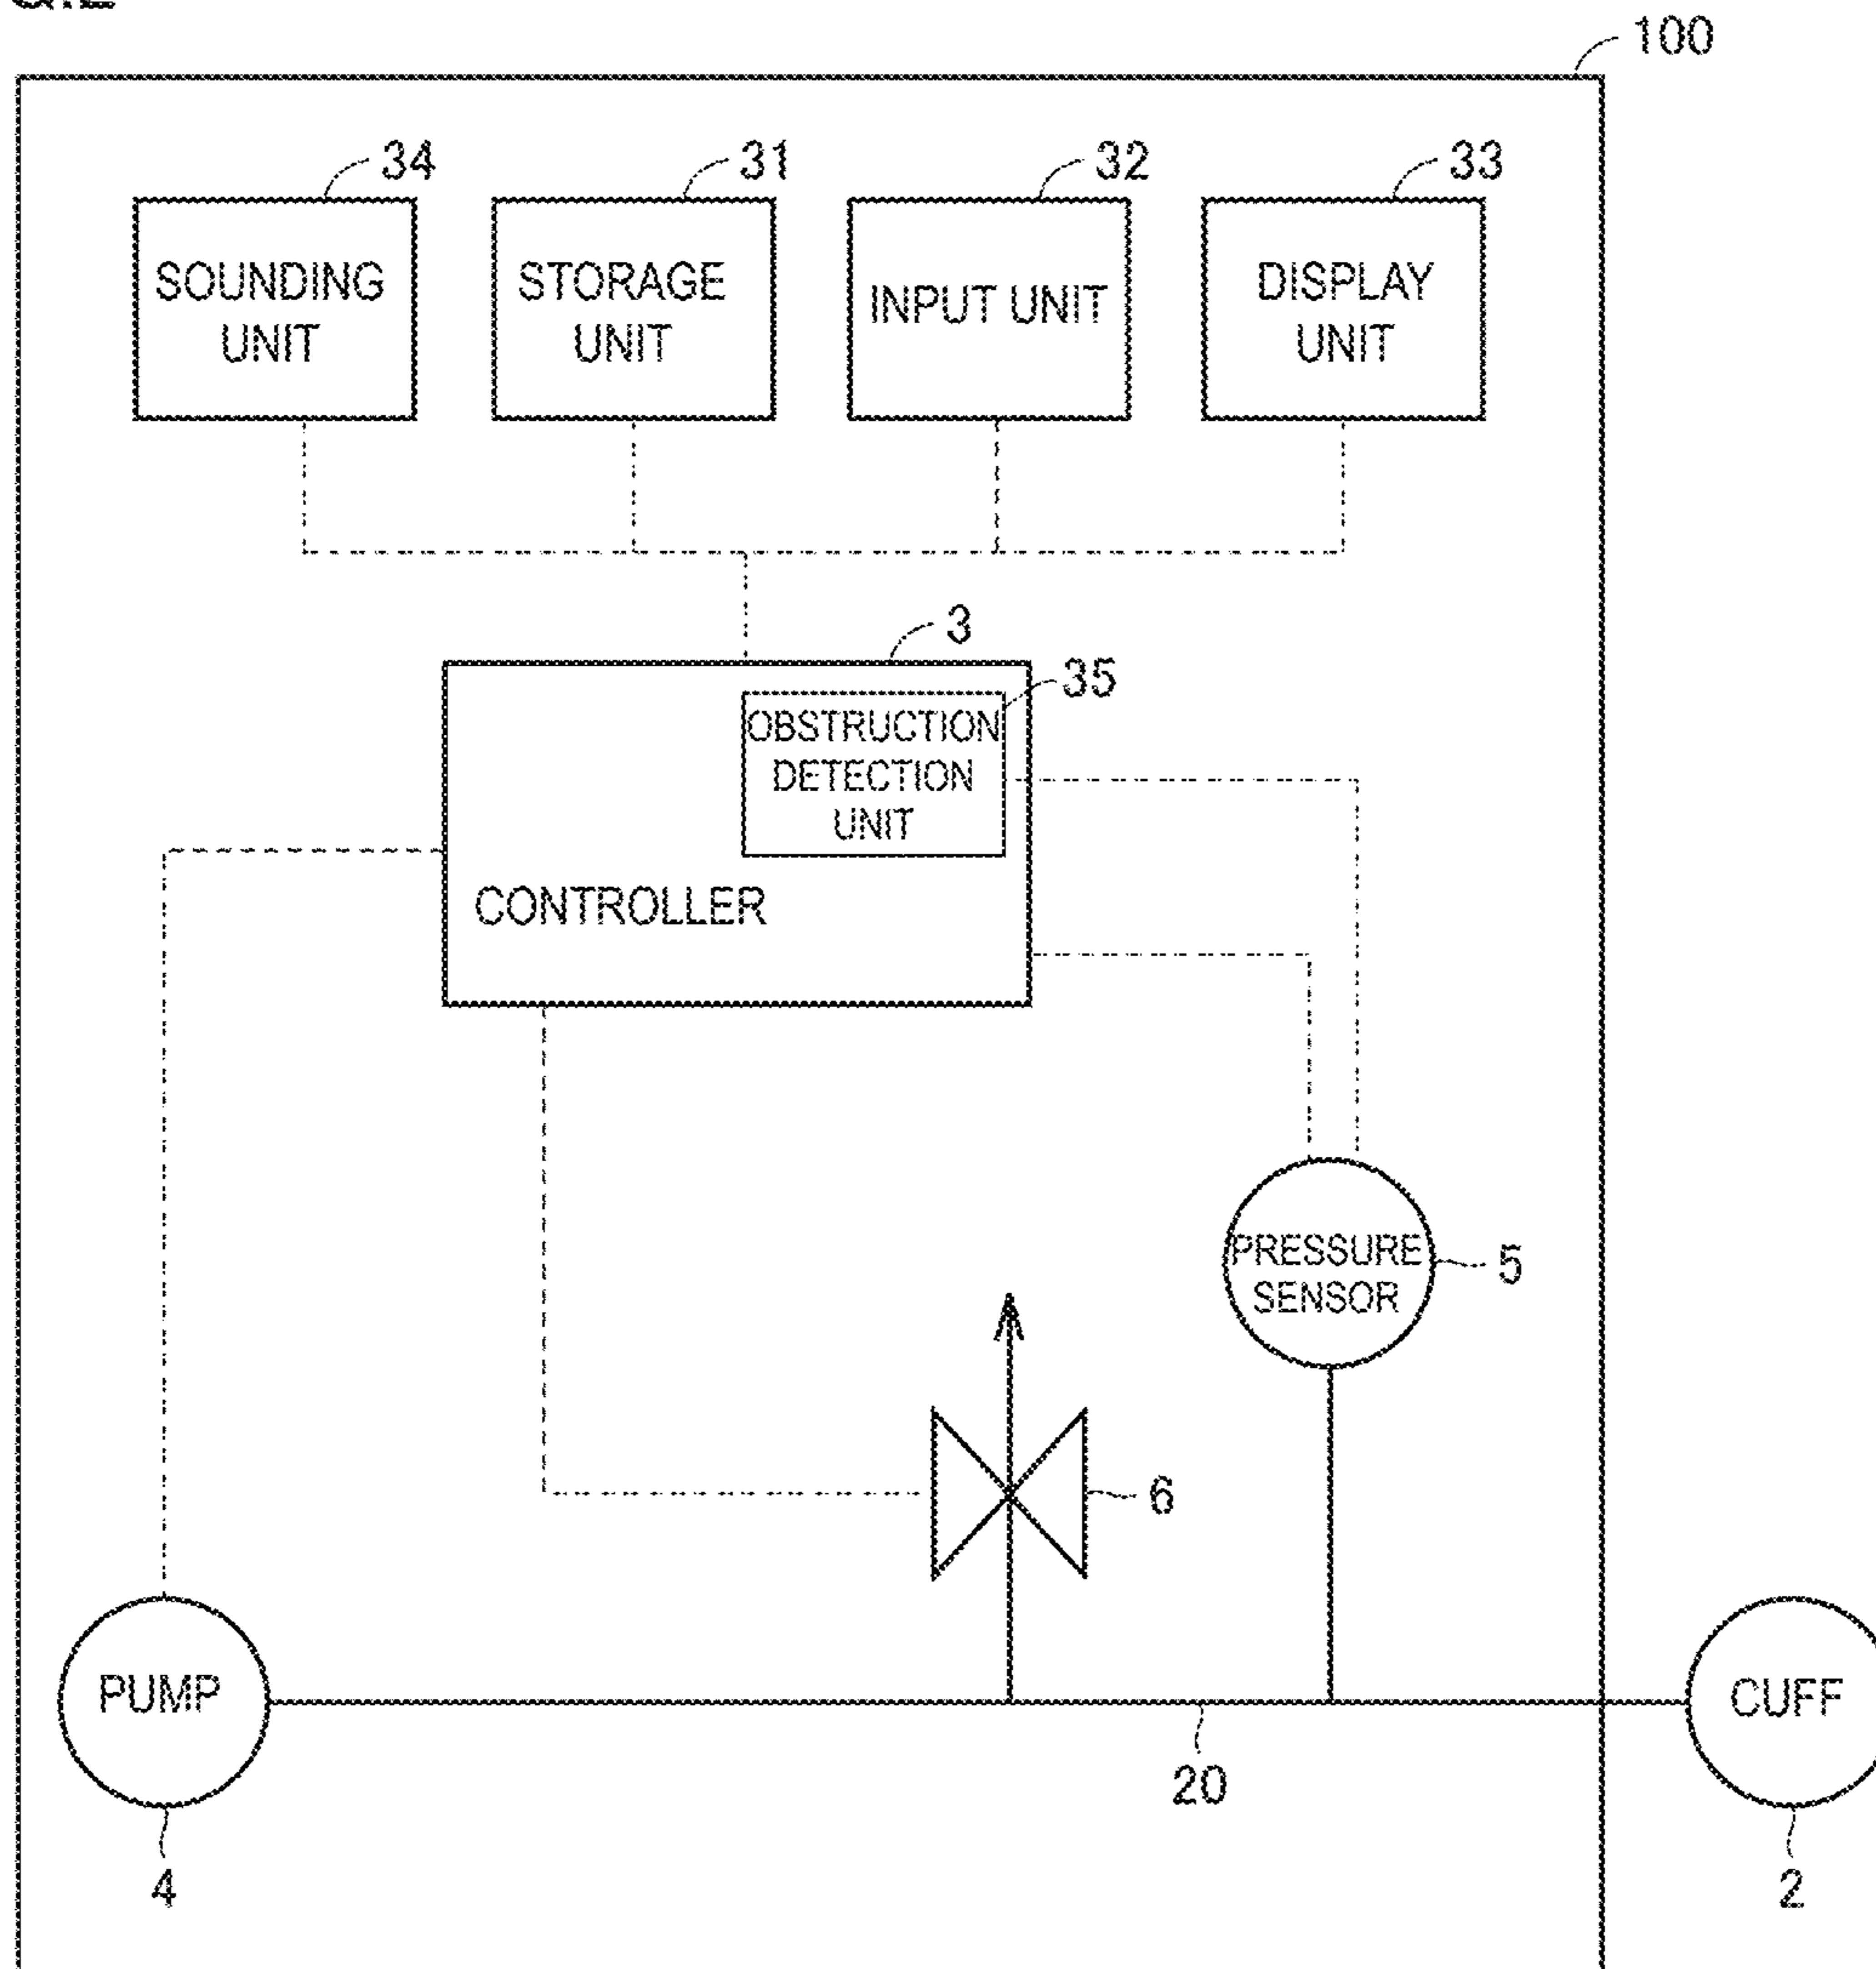 100
34
31
32
33
SOUNDING
UNIT
STORAGE
UNIT
INPUT UNIT
DISPLAY
UNIT
3
35
OBSTRUCTION
DETECTION
UNIT
CONTROLLER
PRESSURE
SENSOR
5
6
PUMP
CUFF
20
4
2